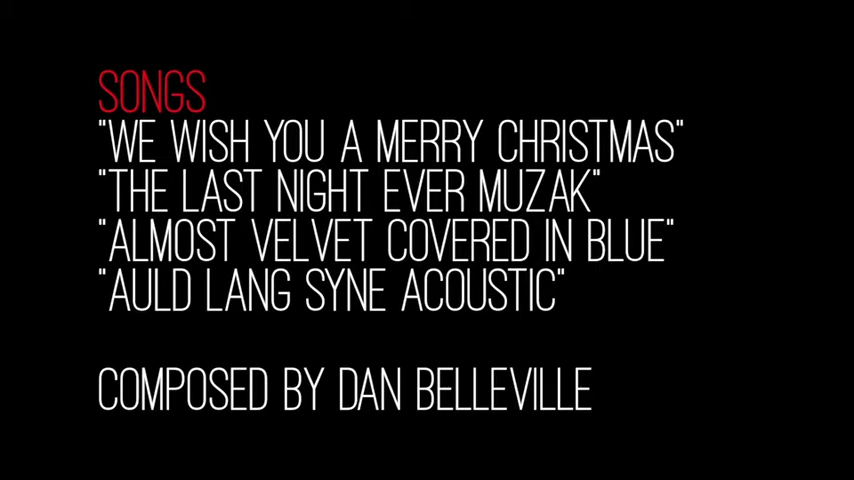 SONGS
"WE WISH YOU A MERRY CHRISTMAS"
"THE LAST NIGHT EVER MUZAK"
"ALMOST VELVET COVERED IN BLUE"
"AULD LANG SYNE ACOUSTIC"
COMPOSED BY DAN BELLEVILLE